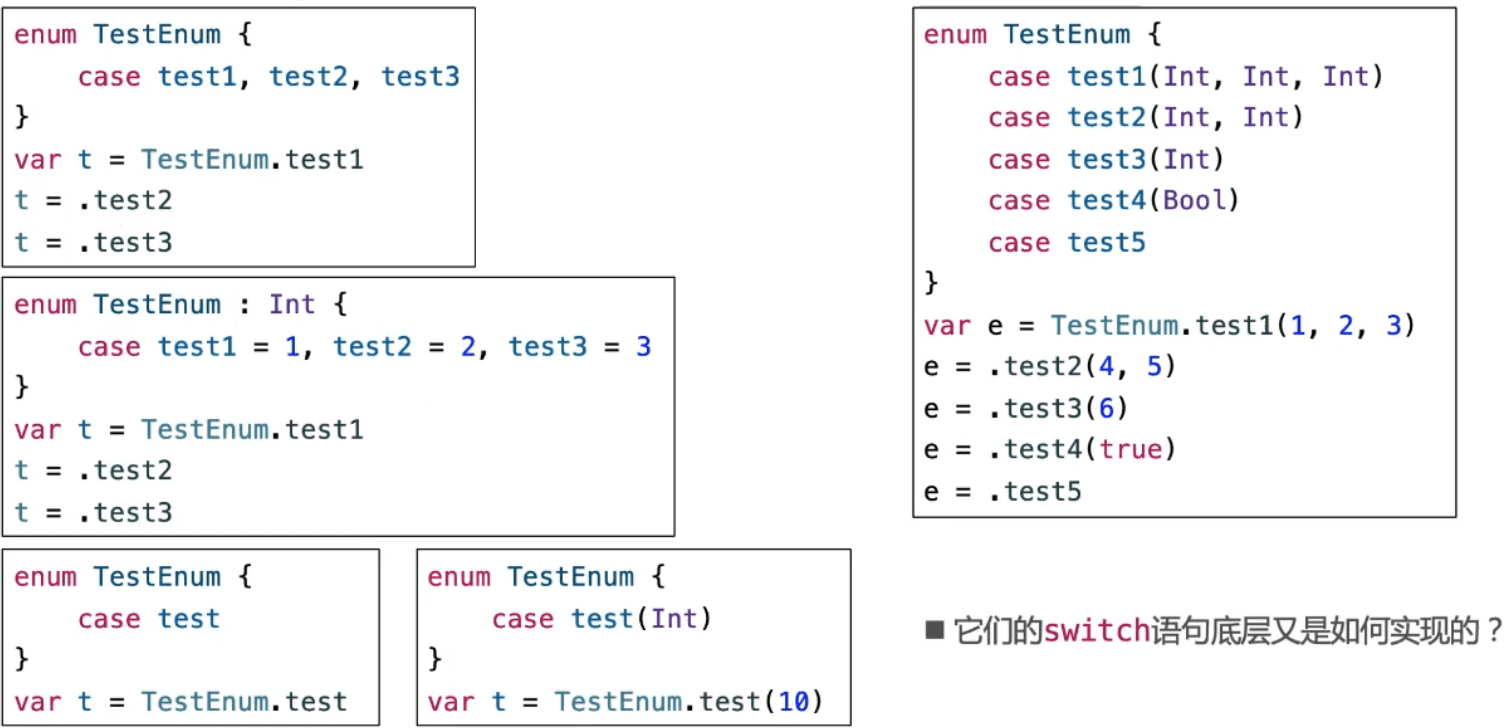 enum TestEnum {
    case test1, test2, test3
}
var t = TestEnum.test1
t = .test2
t = .test3
enum TestEnum : Int {
    case test1 = 1, test2 = 2, test3 = 3
}
var t = TestEnum.test1
t = .test2
t = .test3
enum TestEnum {
    case test
}
var t = TestEnum.test
enum TestEnum {
    case test(Int)
}
var t = TestEnum.test(10)
enum TestEnum {
    case test1(Int, Int, Int)
    case test2(Int, Int)
    case test3(Int)
    case test4(Bool)
    case test5
}
var e = TestEnum.test1(1, 2, 3)
e = .test2(4, 5)
e = .test3(6)
e = .test4(true)
e = .test5
■ 它们的switch语句底层又是如何实现的？